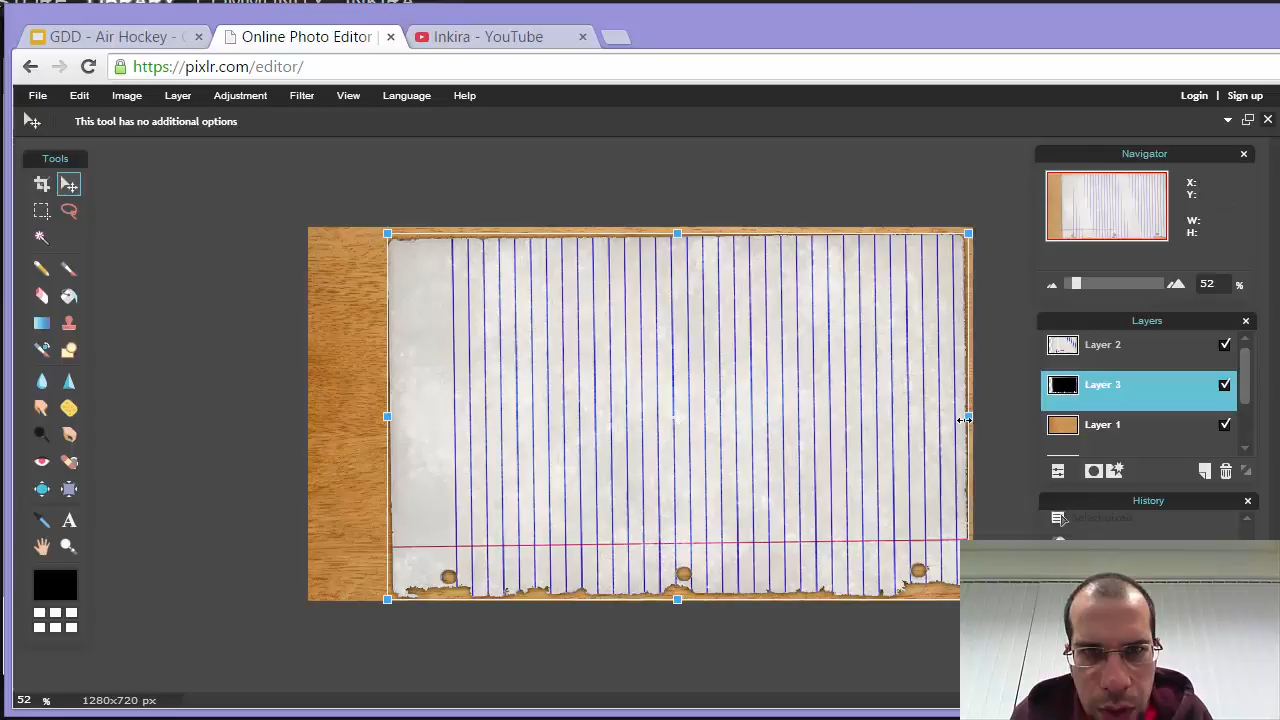 GDD - Air Hockey -
Online Photo Editor
Inkira - YouTube
https://pixlr.com/editor/
File Edit Image Layer Adjustment Filter View Language Help
Login | Sign up
This tool has no additional options
Tools
Navigator
X:
Y:
W:
H:
52 %
Layers
Layer 2
Layer 3
Layer 1
History
A
52 % 1280x720 px